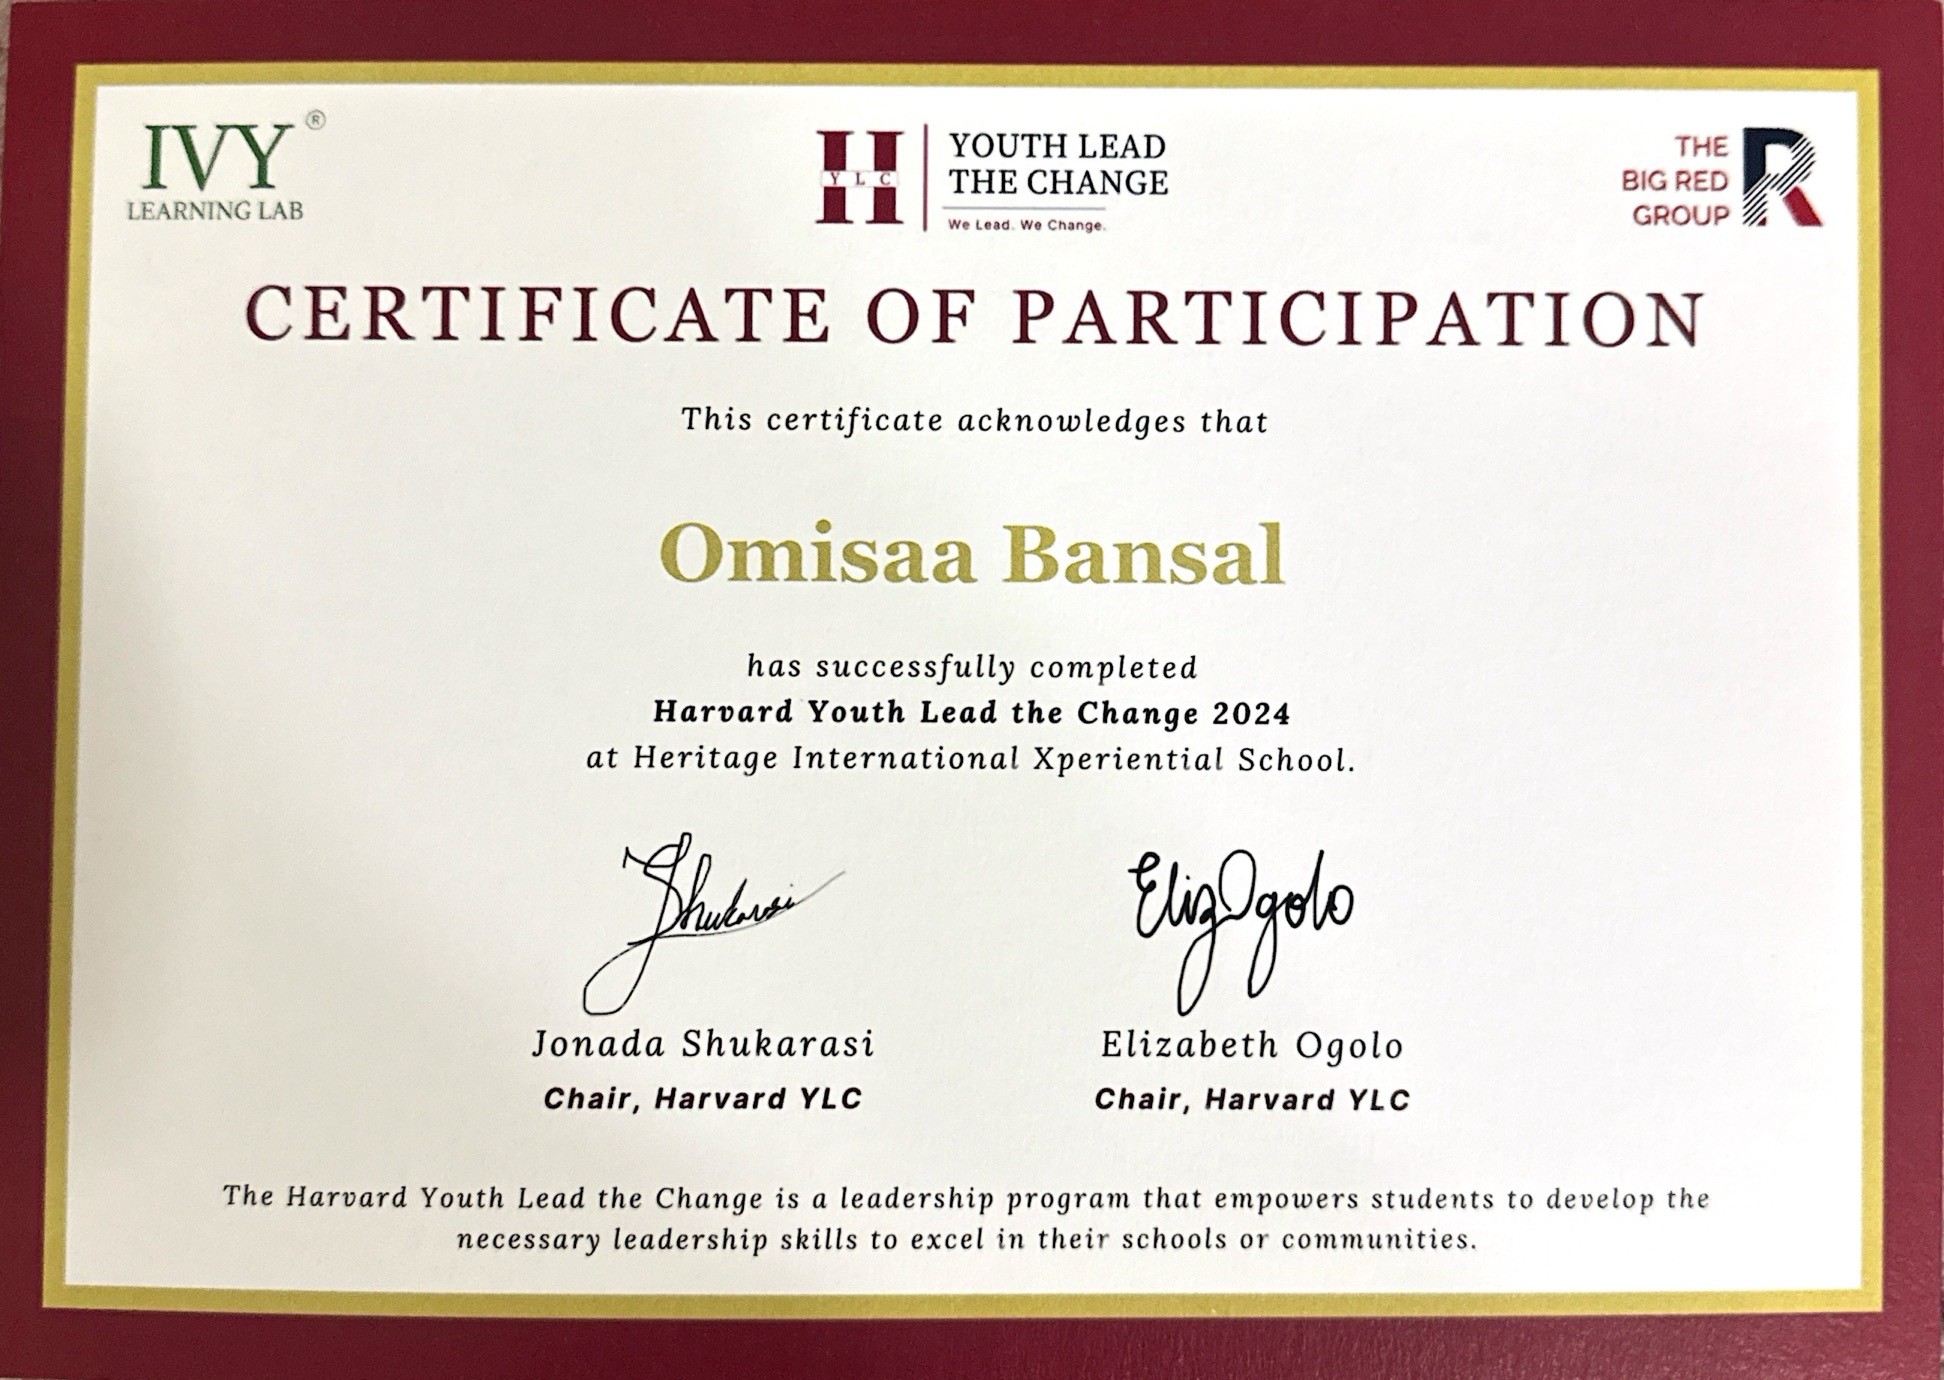 IVY®
LEARNING LAB
YLC
YOUTH LEAD
THE CHANGE
We Lead. We Change.
THE
BIG RED
GROUP
R
CERTIFICATE OF PARTICIPATION
This certificate acknowledges that
Omisaa Bansal
has successfully completed
Harvard Youth Lead the Change 2024
at Heritage International Xperiential School.
Shukarasi
Eliz Ogolo
Jonada Shukarasi
Elizabeth Ogolo
Chair, Harvard YLC
Chair, Harvard YLC
The Harvard Youth Lead the Change is a leadership program that empowers students to develop the
necessary leadership skills to excel in their schools or communities.